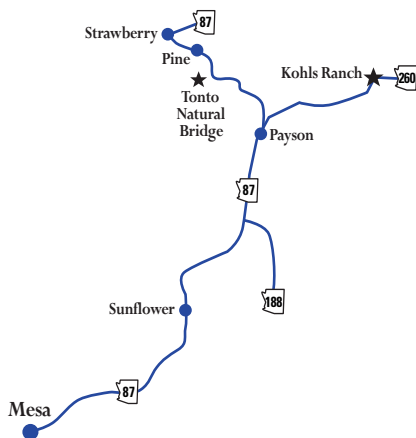 87
Strawberry
Pine
Kohls Ranch
260
Tonto
Natural
Bridge
Payson
87
188
Sunflower
87
Mesa